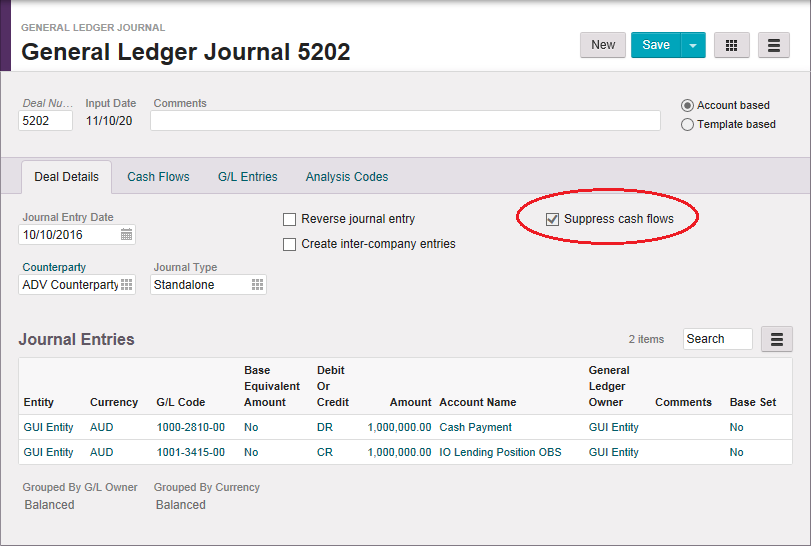 GENERAL LEDGER JOURNAL
General Ledger Journal 5202
New Save
Deal Nu... Input Date Comments
5202 11/10/20
Account based
Template based
Deal Details Cash Flows G/L Entries Analysis Codes
Journal Entry Date
10/10/2016
Reverse journal entry
Suppress cash flows
Create inter-company entries
Counterparty Journal Type
ADV Counterparty Standalone
Journal Entries 2 items Search
Entity Currency G/L Code Base Equivalent Amount Debit Or Credit Amount Account Name General Ledger Owner Comments Base Set
GUI Entity AUD 1000-2810-00 No DR 1,000,000.00 Cash Payment GUI Entity No
GUI Entity AUD 1001-3415-00 No CR 1,000,000.00 IO Lending Position OBS GUI Entity No
Grouped By G/L Owner Grouped By Currency
Balanced Balanced